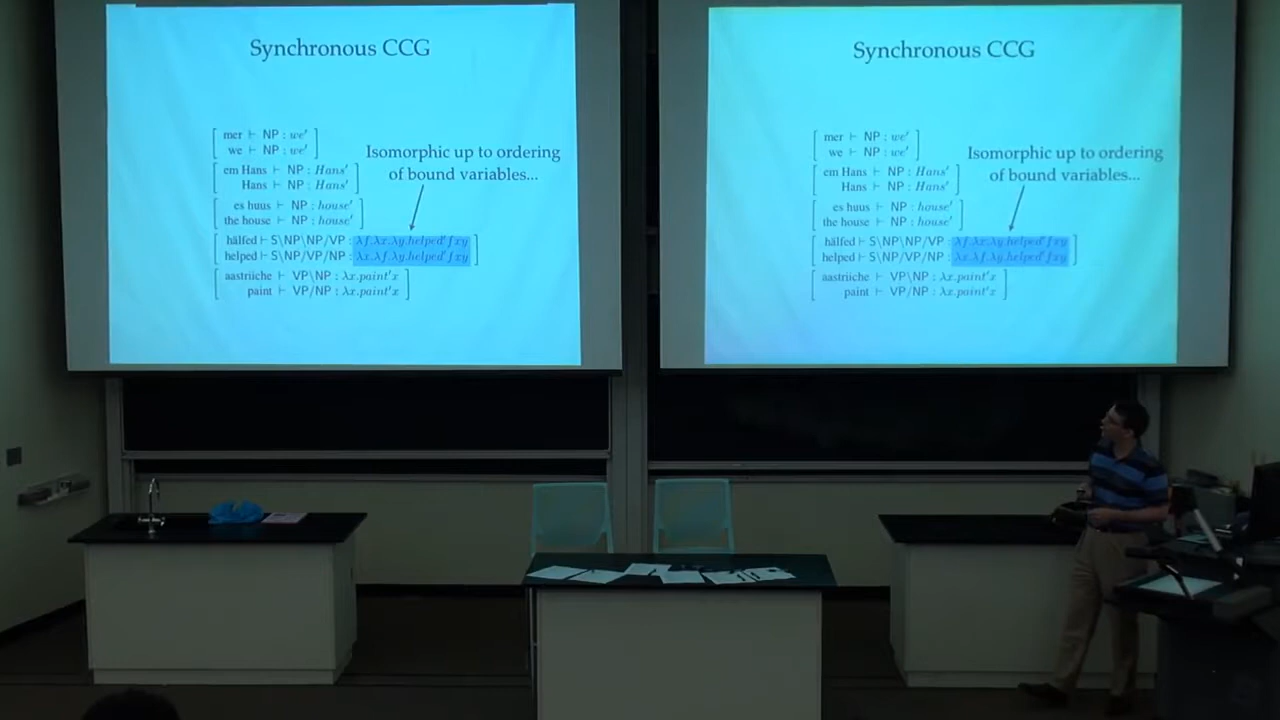 Synchronous CCG
mer ⊢ NP : we′
we ⊢ NP : we′
Isomorphic up to ordering
of bound variables...
em Hans ⊢ NP : Hans′
Hans ⊢ NP : Hans′
es huus ⊢ NP : house′
the house ⊢ NP : house′
hälfed ⊢ S\NP\NP/VP : λf.λx.λy.helped′fxy
helped ⊢ S\NP/VP/NP : λx.λf.λy.helped′fxy
aastriiche ⊢ VP\NP : λx.paint′x
paint ⊢ VP/NP : λx.paint′x
Synchronous CCG
mer ⊢ NP : we′
we ⊢ NP : we′
Isomorphic up to ordering
of bound variables...
em Hans ⊢ NP : Hans′
Hans ⊢ NP : Hans′
es huus ⊢ NP : house′
the house ⊢ NP : house′
hälfed ⊢ S\NP\NP/VP : λf.λx.λy.helped′fxy
helped ⊢ S\NP/VP/NP : λx.λf.λy.helped′fxy
aastriiche ⊢ VP\NP : λx.paint′x
paint ⊢ VP/NP : λx.paint′x